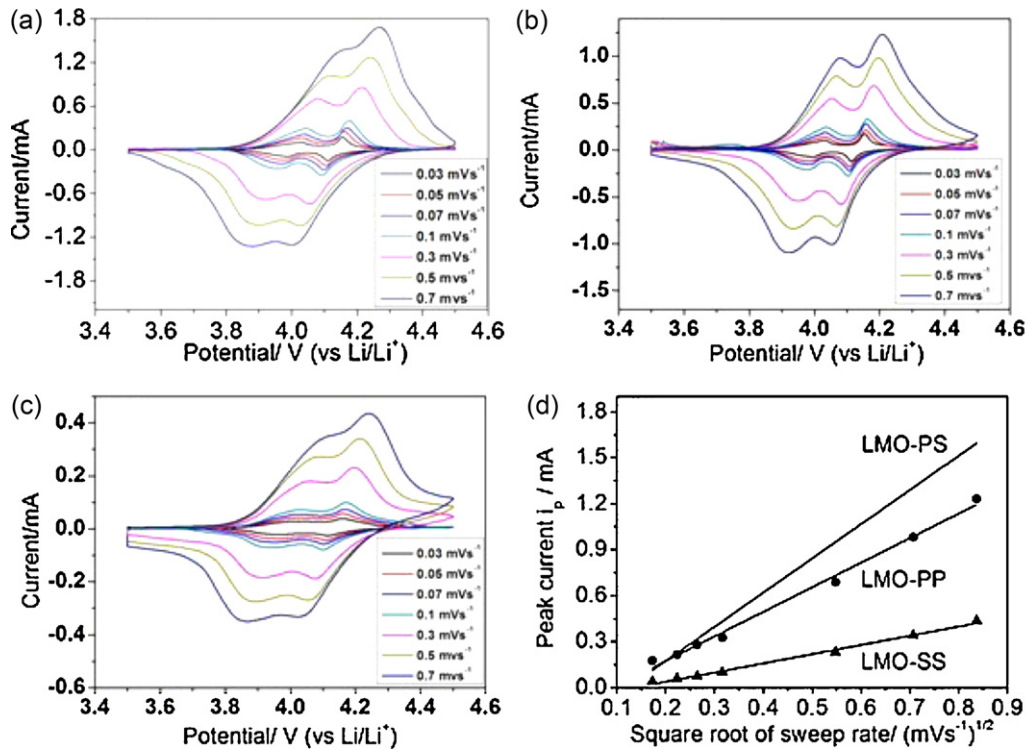 (a)
1.8
1.2
0.6
0.0
-0.6
-1.2
-1.8
Current/mA
3.4 3.6 3.8 4.0 4.2 4.4 4.6
Potential/ V (vs Li/Li⁺)
0.03 mVs⁻¹
0.05 mVs⁻¹
0.07 mVs⁻¹
0.1 mVs⁻¹
0.3 mVs⁻¹
0.5 mvs⁻¹
0.7 mvs⁻¹
(b)
1.5
1.0
0.5
0.0
-0.5
-1.0
-1.5
Current/mA
3.4 3.6 3.8 4.0 4.2 4.4 4.6
Potential/ V (vs Li/Li⁺)
0.03 mVs⁻¹
0.05 mVs⁻¹
0.07 mVs⁻¹
0.1 mVs⁻¹
0.3 mVs⁻¹
0.5 mvs⁻¹
0.7 mvs⁻¹
(c)
0.4
0.2
0.0
-0.2
-0.4
-0.6
Current/mA
3.4 3.6 3.8 4.0 4.2 4.4 4.6
Potential/ V (vs Li/Li⁺)
0.03 mVs⁻¹
0.05 mVs⁻¹
0.07 mVs⁻¹
0.1 mVs⁻¹
0.3 mVs⁻¹
0.5 mvs⁻¹
0.7 mvs⁻¹
(d)
1.8
1.5
1.2
0.9
0.6
0.3
0.0
Peak current iₚ / mA
LMO-PS
LMO-PP
LMO-SS
0.1 0.2 0.3 0.4 0.5 0.6 0.7 0.8 0.9
Square root of sweep rate/ (mVs⁻¹)¹ᐟ²